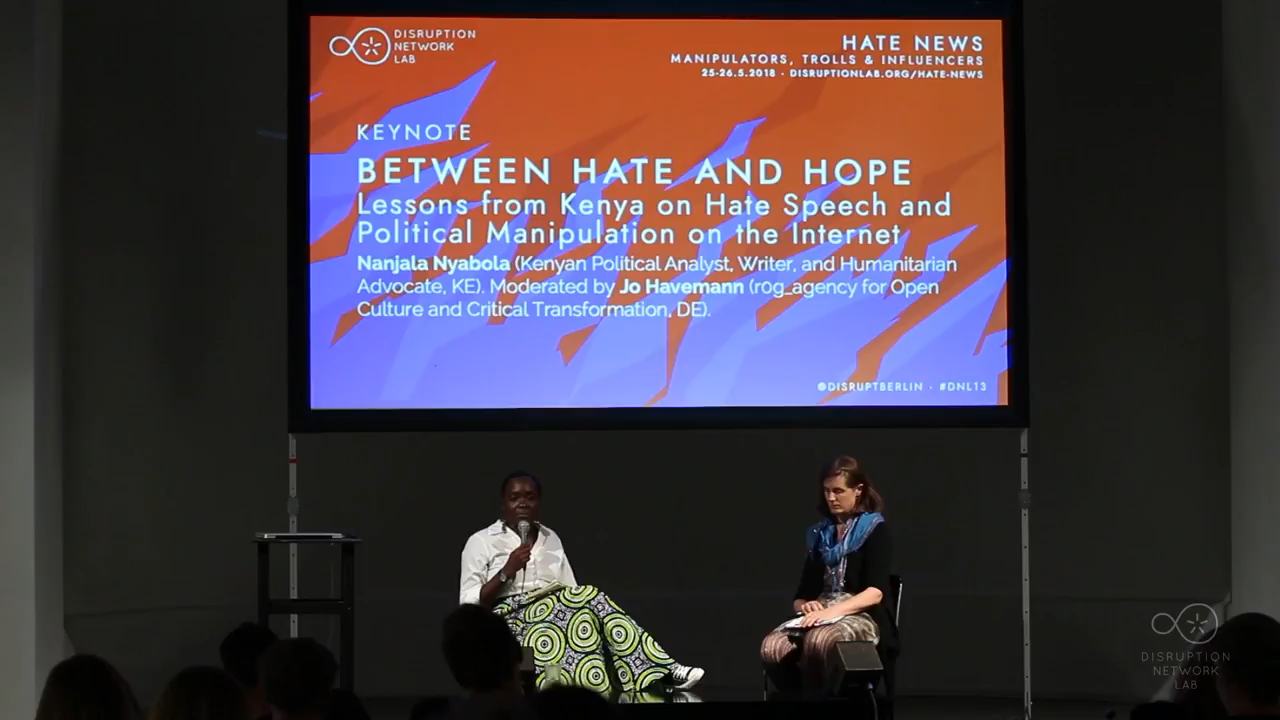 DISRUPTION
NETWORK
LAB
HATE NEWS
MANIPULATORS, TROLLS & INFLUENCERS
25-26.5.2018 · DISRUPTIONLAB.ORG/HATE-NEWS
KEYNOTE
BETWEEN HATE AND HOPE
Lessons from Kenya on Hate Speech and
Political Manipulation on the Internet
Nanjala Nyabola (Kenyan Political Analyst, Writer, and Humanitarian
Advocate, KE). Moderated by Jo Havemann (r0g_agency for Open
Culture and Critical Transformation, DE).
@DISRUPTBERLIN · #DNL13
DISRUPTION
NETWORK
LAB